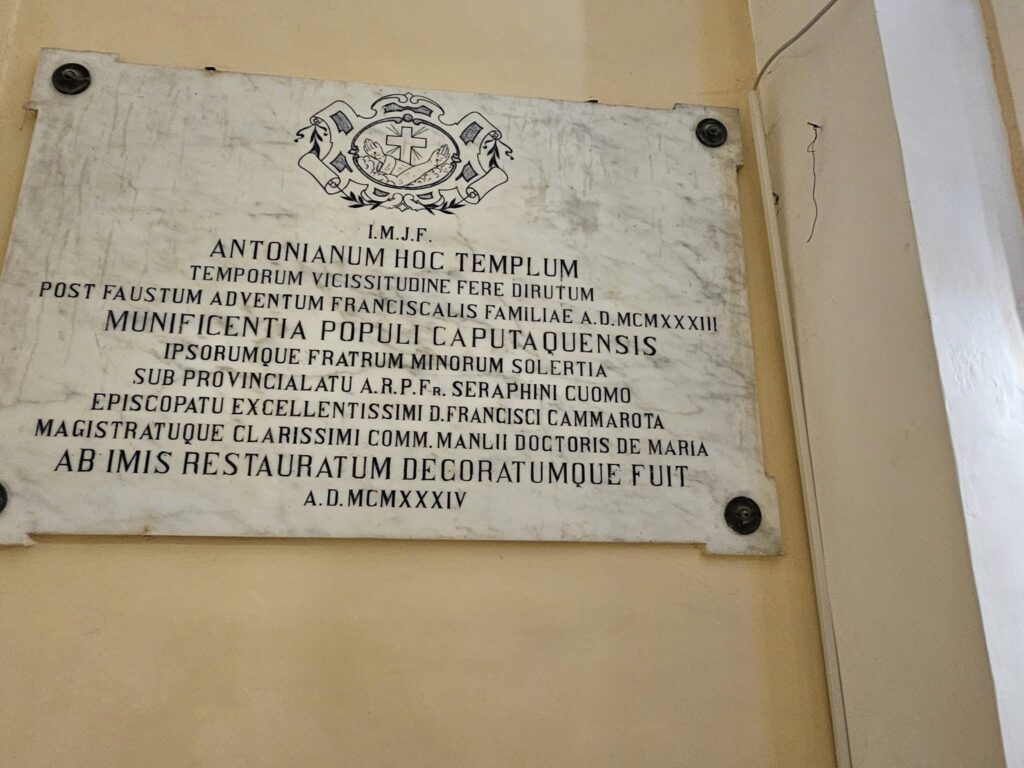 I.M.J.F.
ANTONIANUM HOC TEMPLUM
TEMPORUM VICISSITUDINE FERE DIRUTUM
POST FAUSTUM ADVENTUM FRANCISCALIS FAMILIAE A.D.MCMXXXIII
MUNIFICENTIA POPULI CAPUTAQUENSIS
IPSORUMQUE FRATRUM MINORUM SOLERTIA
SUB PROVINCIALATU A.R.P.FR. SERAPHINI CUOMO
EPISCOPATU EXCELLENTISSIMI D.FRANCISCI CAMMAROTA
MAGISTRATUQUE CLARISSIMI COMM.MANLII DOCTORIS DE MARIA
AB IMIS RESTAURATUM DECORATUMQUE FUIT
A.D.MCMXXXIV